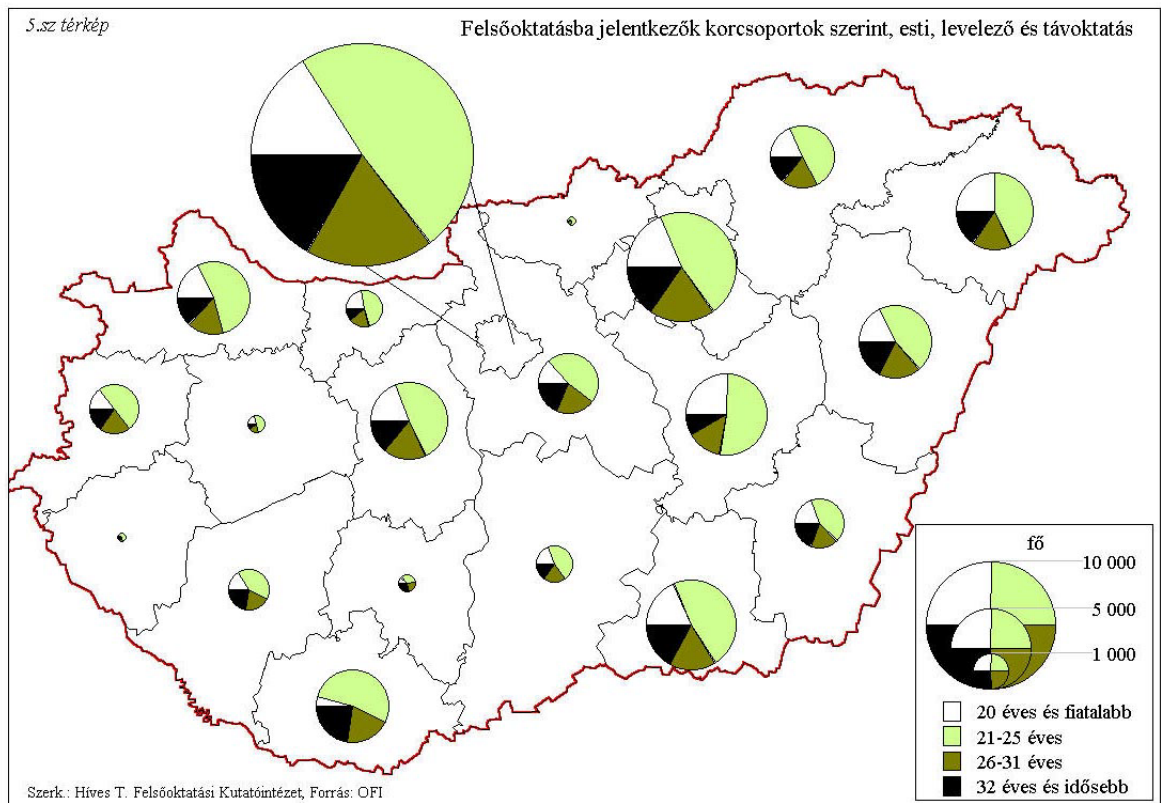 5.sz térkép
Felsőoktatásba jelentkezők korcsoportok szerint, esti, levelező és távoktatás
fő
10 000
5 000
1 000
20 éves és fiatalabb
21-25 éves
26-31 éves
32 éves és idősebb
Szerk.: Híves T. Felsőoktatási Kutatóintézet, Forrás: OFI